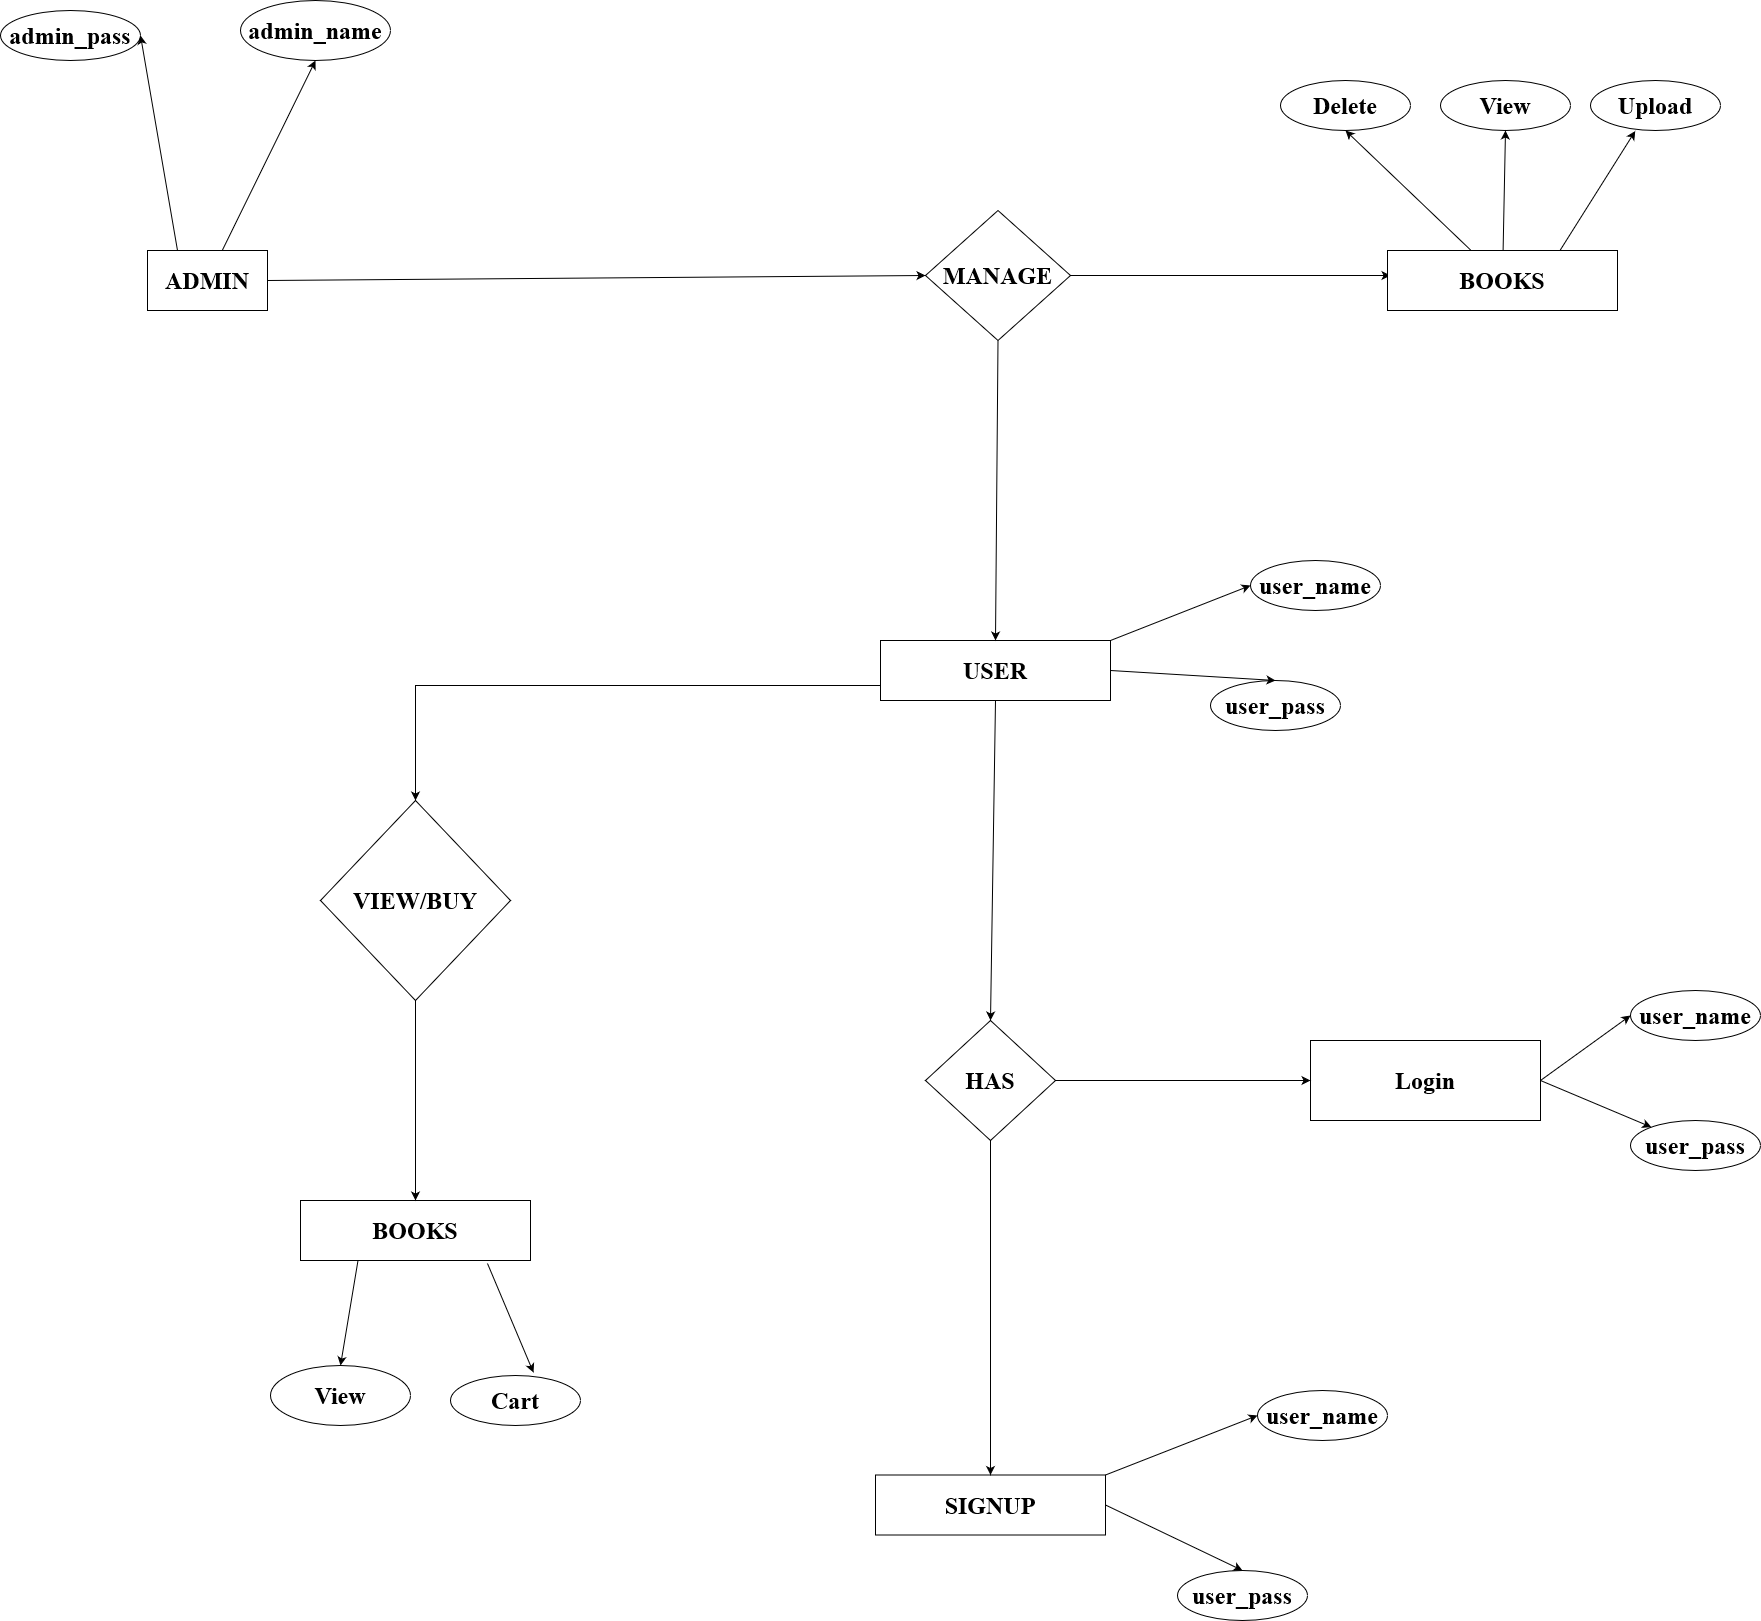 admin_pass
admin_name
Delete
View
Upload
ADMIN
MANAGE
BOOKS
user_name
USER
user_pass
VIEW/BUY
user_name
HAS
Login
user_pass
BOOKS
View
Cart
user_name
SIGNUP
user_pass